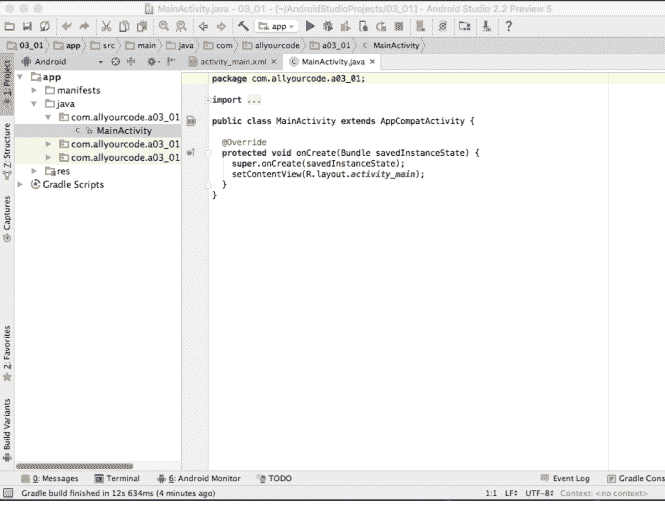 MainActivity.java - 03_01 - [~/AndroidStudioProjects/03_01] - Android Studio 2.2 Preview 5
app
03_01 app src main java com allyourcode a03_01 MainActivity
1: Project
Android
activity_main.xml
MainActivity.java
app
manifests
java
com.allyourcode.a03_01
MainActivity
com.allyourcode.a03_01
com.allyourcode.a03_01
res
Gradle Scripts
Z: Structure
Captures
2: Favorites
Build Variants
package com.allyourcode.a03_01;
import ...
public class MainActivity extends AppCompatActivity {
@Override
protected void onCreate(Bundle savedInstanceState) {
super.onCreate(savedInstanceState);
setContentView(R.layout.activity_main);
}
}
0: Messages Terminal 6: Android Monitor TODO Event Log Gradle Cons
Gradle build finished in 12s 634ms (4 minutes ago) 1:1 LF÷ UTF-8÷ Context: <no context>